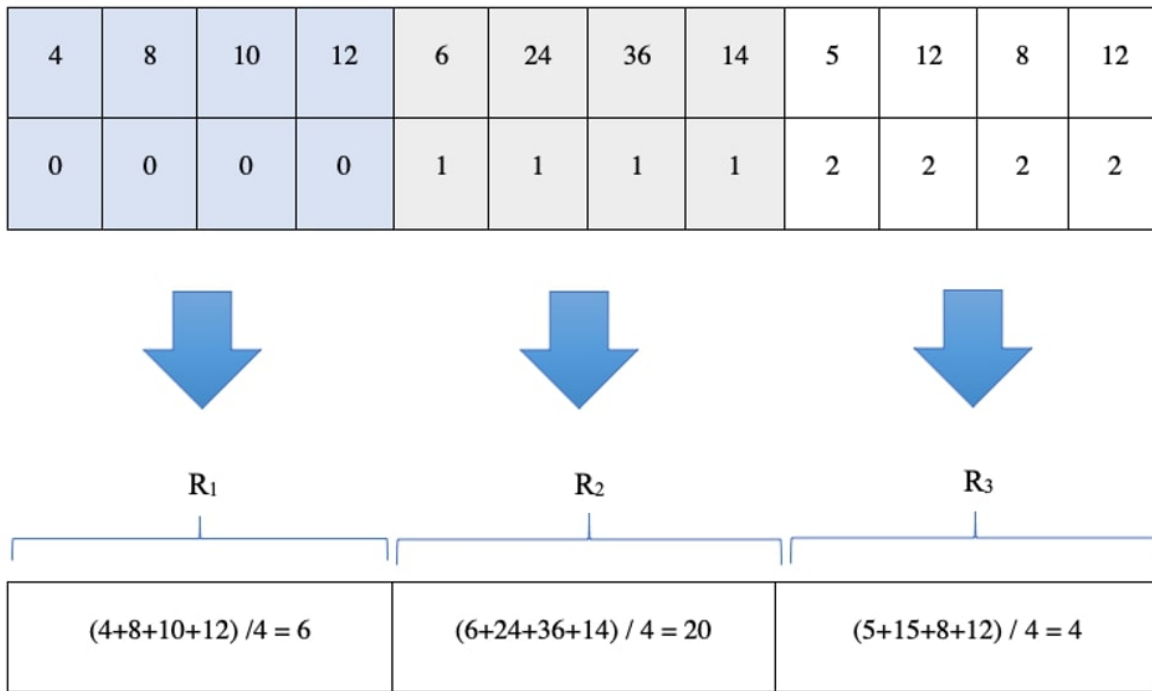 4 8 10 12 6 24 36 14 5 12 8 12
0 0 0 0 1 1 1 1 2 2 2 2
R₁ R₂ R₃
(4+8+10+12) /4 = 6 (6+24+36+14) / 4 = 20 (5+15+8+12) / 4 = 4